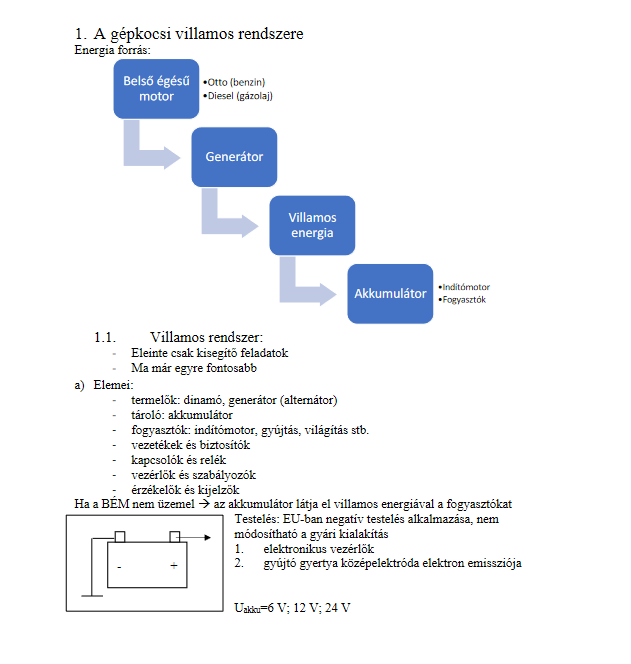 1. A gépkocsi villamos rendszere
Energia forrás:
Belső égésű
motor
•Otto (benzin)
•Diesel (gázolaj)
Generátor
Villamos
energia
Akkumulátor
•Indítómotor
•Fogyasztók
1.1. Villamos rendszer:
- Eleinte csak kisegítő feladatok
- Ma már egyre fontosabb
a) Elemei:
- termelők: dinamó, generátor (alternátor)
- tároló: akkumulátor
- fogyasztók: indítómotor, gyújtás, világítás stb.
- vezetékek és biztosítók
- kapcsolók és relék
- vezérlők és szabályozók
- érzékelők és kijelzők
Ha a BÉM nem üzemel → az akkumulátor látja el villamos energiával a fogyasztókat
Testelés: EU-ban negatív testelés alkalmazása, nem
módosítható a gyári kialakítás
1. elektronikus vezérlők
2. gyújtó gyertya középelektróda elektron emissziója
- +
Uakku=6 V; 12 V; 24 V